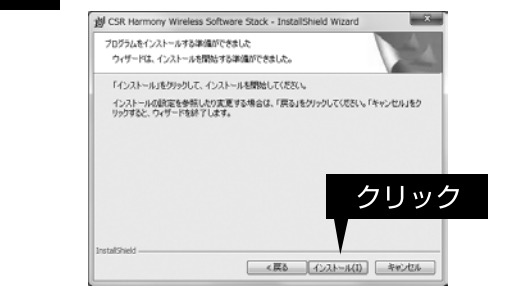 CSR Harmony Wireless Software Stack - InstallShield Wizard
プログラムをインストールする準備ができました
ウィザードは、インストールを開始する準備ができました。
「インストール」をクリックして、インストールを開始してください。
インストールの設定を参照したり変更する場合は、「戻る」をクリックしてください。「キャンセル」をク
リックすると、ウィザードを終了します。
クリック
InstallShield
< 戻る インストール(I) キャンセル